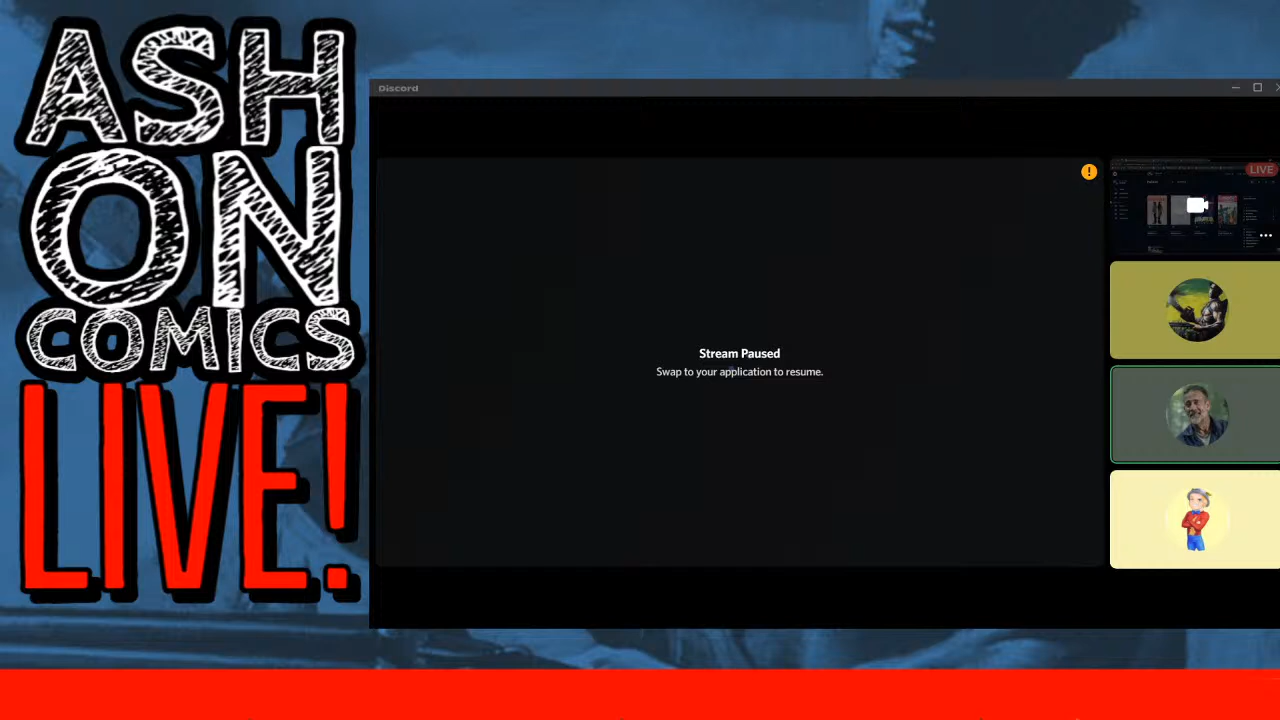 ASH
ON
COMICS
LIVE!
Discord
LIVE
Stream Paused
Swap to your application to resume.